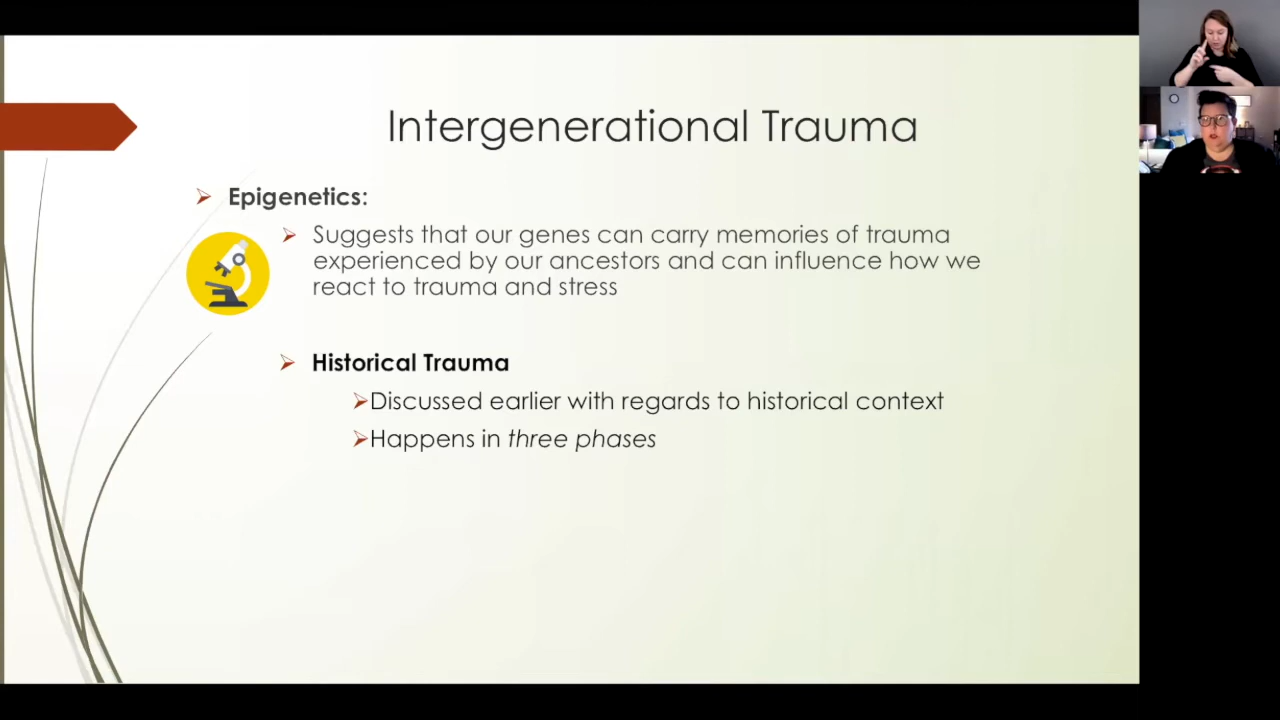 Intergenerational Trauma
Epigenetics:
Suggests that our genes can carry memories of trauma
experienced by our ancestors and can influence how we
react to trauma and stress
Historical Trauma
Discussed earlier with regards to historical context
Happens in three phases